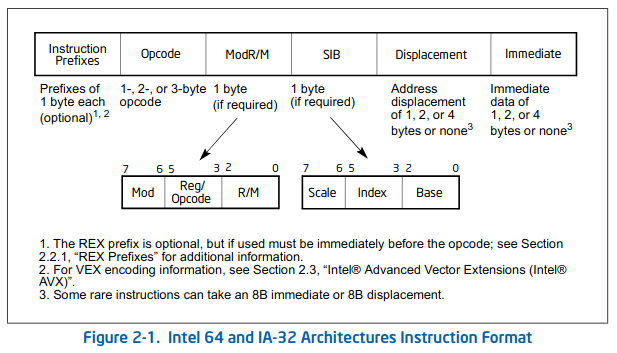 Instruction Prefixes Opcode ModR/M SIB Displacement Immediate
Prefixes of 1 byte each (optional)1, 2
1-, 2-, or 3-byte opcode
1 byte (if required)
1 byte (if required)
Address displacement of 1, 2, or 4 bytes or none3
Immediate data of 1, 2, or 4 bytes or none3
7 6 5 3 2 0
Mod Reg/Opcode R/M
7 6 5 3 2 0
Scale Index Base
1. The REX prefix is optional, but if used must be immediately before the opcode; see Section
2.2.1, “REX Prefixes” for additional information.
2. For VEX encoding information, see Section 2.3, “Intel® Advanced Vector Extensions (Intel®
AVX)”.
3. Some rare instructions can take an 8B immediate or 8B displacement.
Figure 2-1. Intel 64 and IA-32 Architectures Instruction Format